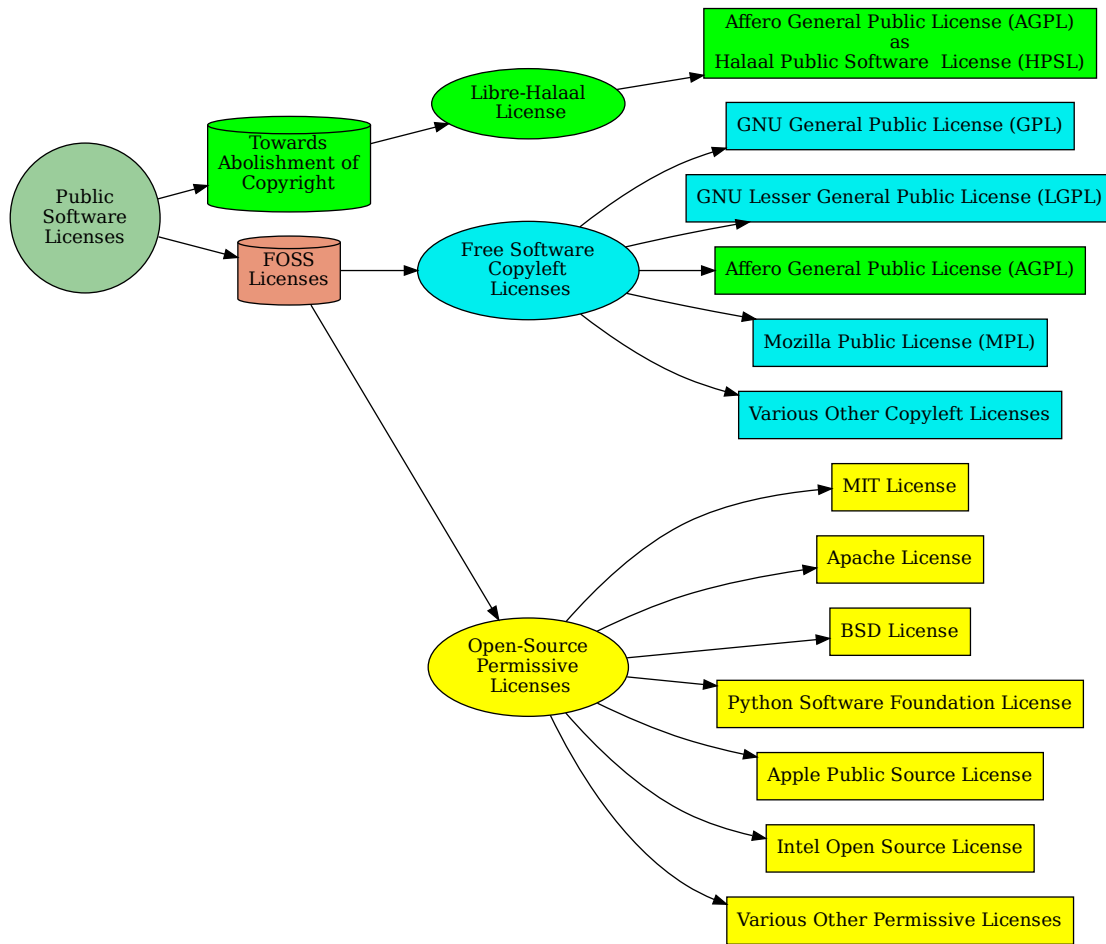 Public
Software
Licenses
Towards
Abolishment of
Copyright
Libre-Halaal
License
Affero General Public License (AGPL)
as
Halaal Public Software  License (HPSL)
FOSS
Licenses
Free Software
Copyleft
Licenses
GNU General Public License (GPL)
GNU Lesser General Public License (LGPL)
Affero General Public License (AGPL)
Mozilla Public License (MPL)
Various Other Copyleft Licenses
Open-Source
Permissive
Licenses
MIT License
Apache License
BSD License
Python Software Foundation License
Apple Public Source License
Intel Open Source License
Various Other Permissive Licenses